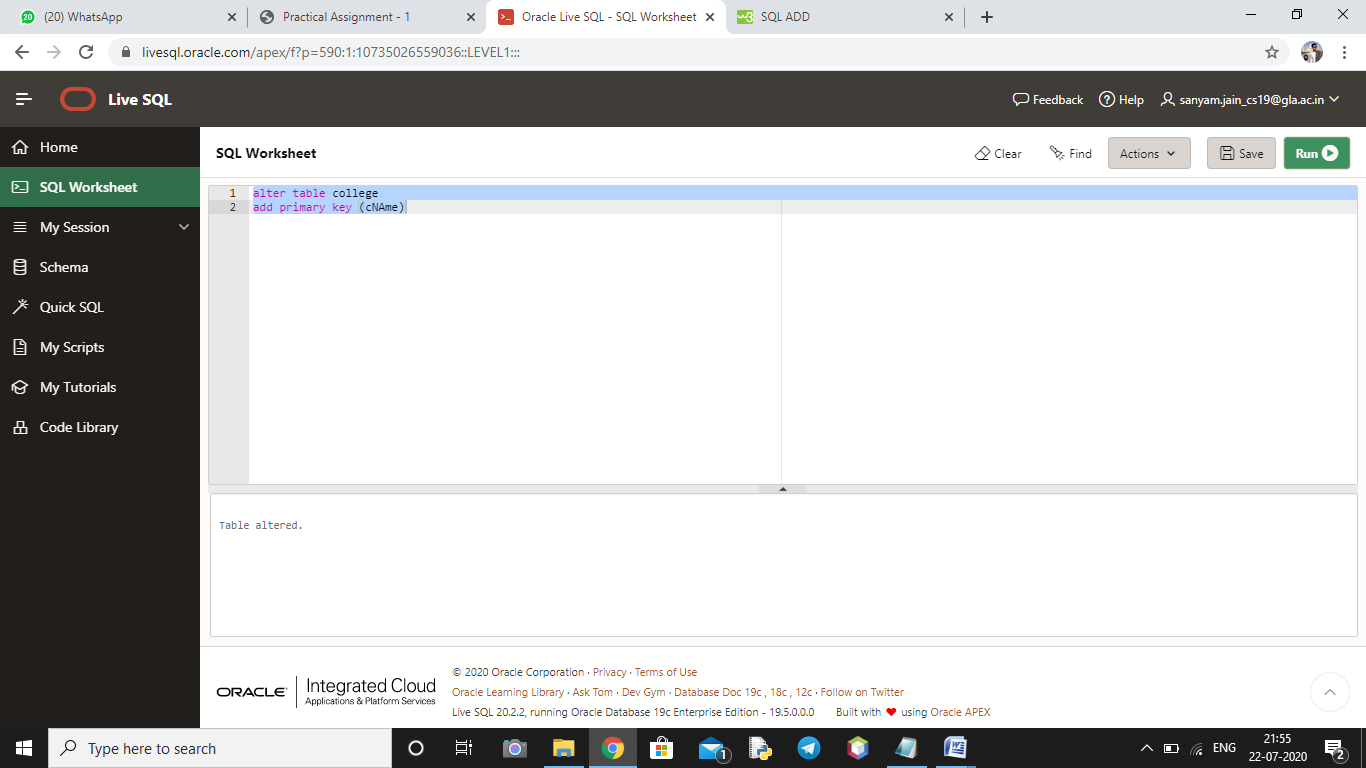 (20) WhatsApp
Practical Assignment - 1
Oracle Live SQL - SQL Worksheet
SQL ADD
livesql.oracle.com/apex/f?p=590:1:10735026559036::LEVEL1:::
Live SQL
Feedback
Help
sanyam.jain_cs19@gla.ac.in
Home
SQL Worksheet
My Session
Schema
Quick SQL
My Scripts
My Tutorials
Code Library
SQL Worksheet
Clear
Find
Actions
Save
Run
1 alter table college
2 add primary key (cNAme)
Table altered.
ORACLE
Integrated Cloud
Applications & Platform Services
© 2020 Oracle Corporation · Privacy · Terms of Use
Oracle Learning Library · Ask Tom · Dev Gym · Database Doc 19c , 18c , 12c · Follow on Twitter
Live SQL 20.2.2, running Oracle Database 19c Enterprise Edition - 19.5.0.0.0 Built with ❤ using Oracle APEX
Type here to search
1
W
ENG
21:55
22-07-2020
2